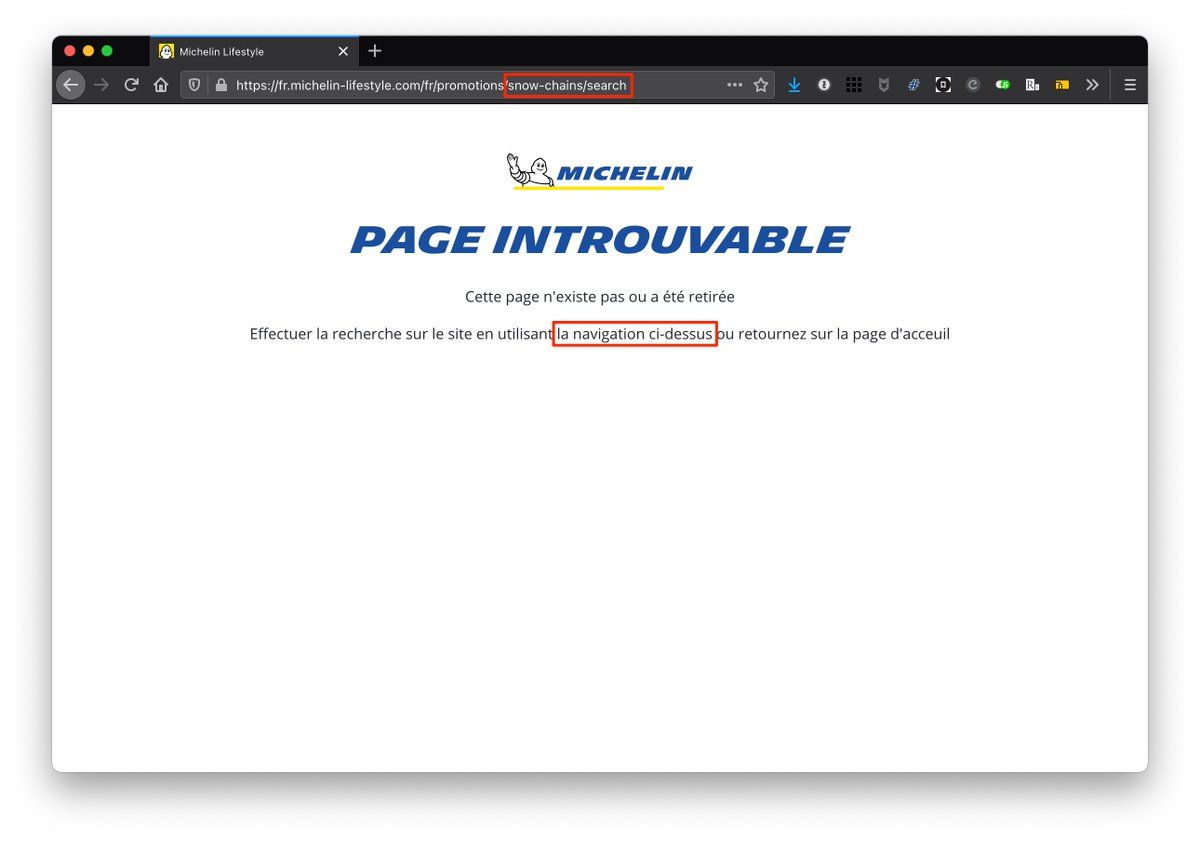 Michelin Lifestyle
https://fr.michelin-lifestyle.com/fr/promotions/snow-chains/search
MICHELIN
PAGE INTROUVABLE
Cette page n'existe pas ou a été retirée
Effectuer la recherche sur le site en utilisant la navigation ci-dessus ou retournez sur la page d'acceuil